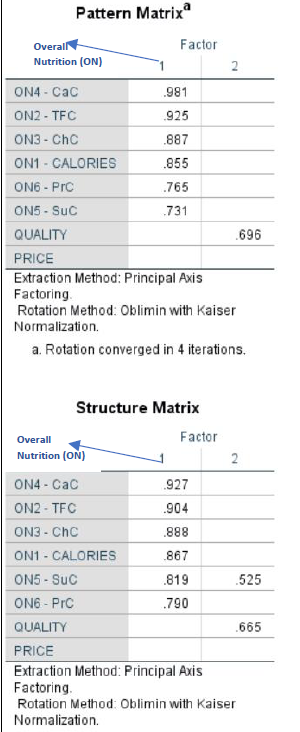 Pattern Matrixa
Overall
Nutrition (ON)
Factor
1 2
ON4 - CaC .981
ON2 - TFC .925
ON3 - ChC .887
ON1 - CALORIES .855
ON6 - PrC .765
ON5 - SuC .731
QUALITY .696
PRICE
Extraction Method: Principal Axis
Factoring.
Rotation Method: Oblimin with Kaiser
Normalization.
a. Rotation converged in 4 iterations.
Structure Matrix
Overall
Nutrition (ON)
Factor
1 2
ON4 - CaC .927
ON2 - TFC .904
ON3 - ChC .888
ON1 - CALORIES .867
ON5 - SuC .819 .525
ON6 - PrC .790
QUALITY .665
PRICE
Extraction Method: Principal Axis
Factoring.
Rotation Method: Oblimin with Kaiser
Normalization.